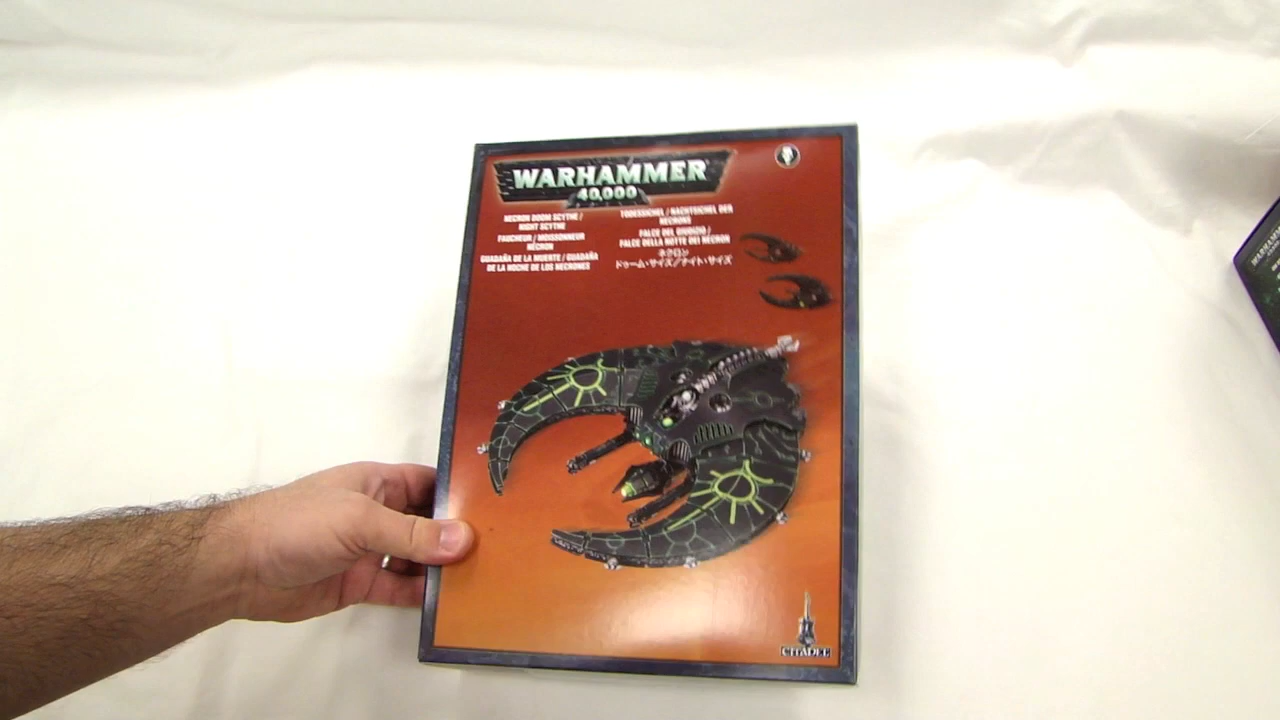 WARHAMMER
40,000
NECRON DOOM SCYTHE /
NIGHT SCYTHE
FAUCHEUR / MOISSONNEUR
NÉCRON
GUADAÑA DE LA MUERTE / GUADAÑA
DE LA NOCHE DE LOS NECRONES
TODESSICHEL / NACHTSICHEL DER
NECRONS
FALCE DEL GIUDIZIO /
FALCE DELLA NOTTE DEI NECRON
ネクロン
ドゥーム・サイズ/ナイト・サイズ
CITADEL
WARHAMMER